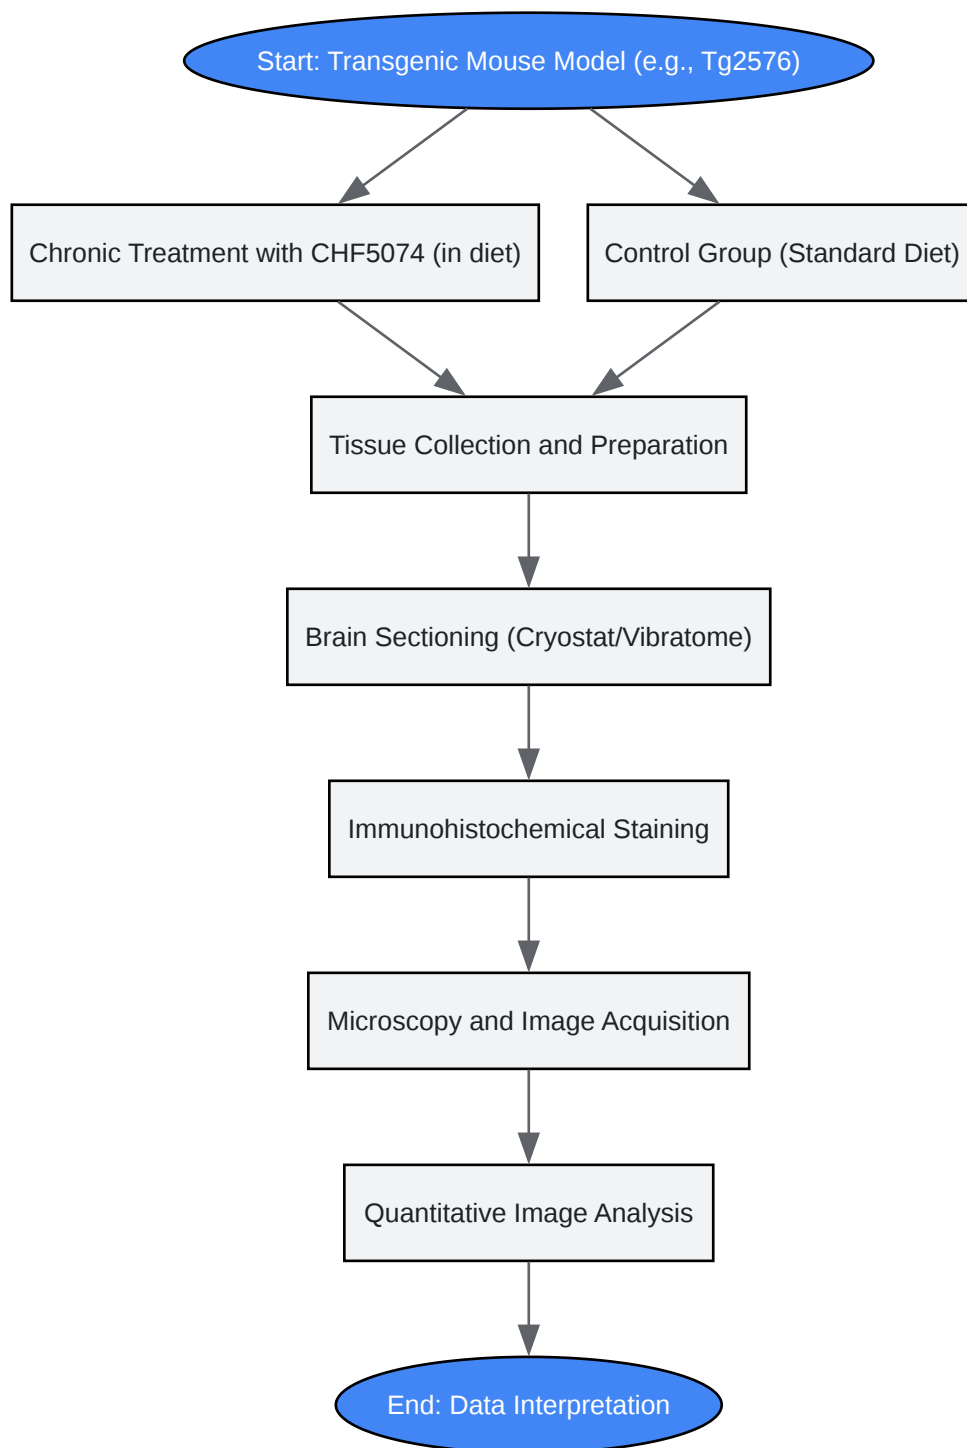 Start: Transgenic Mouse Model (e.g., Tg2576)
Chronic Treatment with CHF5074 (in diet)
Control Group (Standard Diet)
Tissue Collection and Preparation
Brain Sectioning (Cryostat/Vibratome)
Immunohistochemical Staining
Microscopy and Image Acquisition
Quantitative Image Analysis
End: Data Interpretation